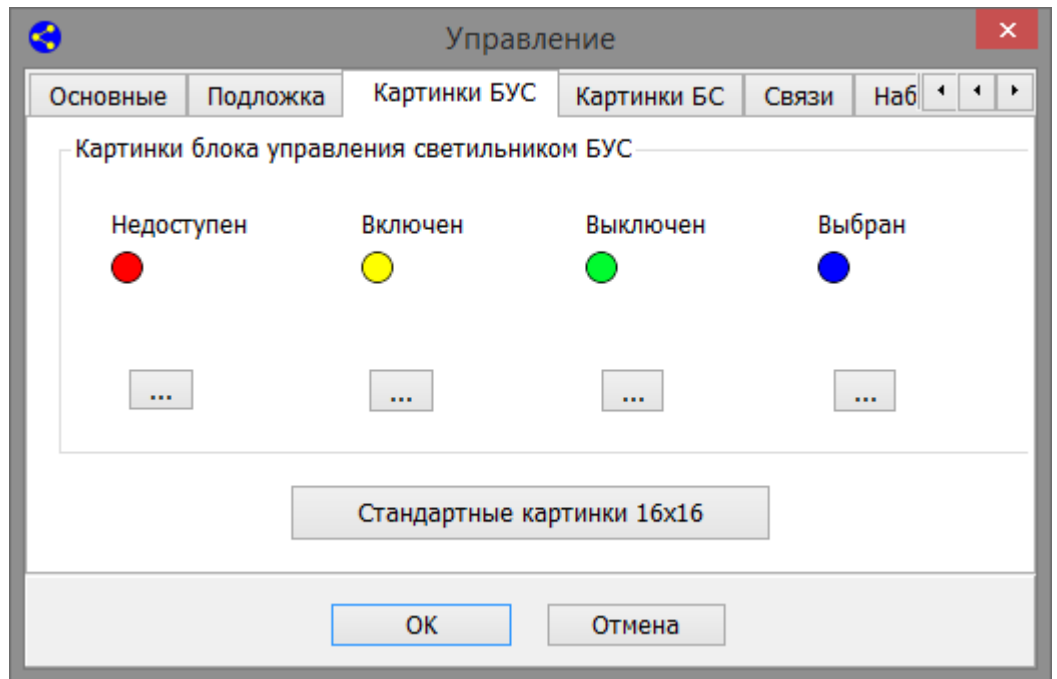 Управление
Основные Подложка Картинки БУС Картинки БС Связи Наб
Картинки блока управления светильником БУС
Недоступен Включен Выключен Выбран
... ... ... ...
Стандартные картинки 16x16
ОК Отмена